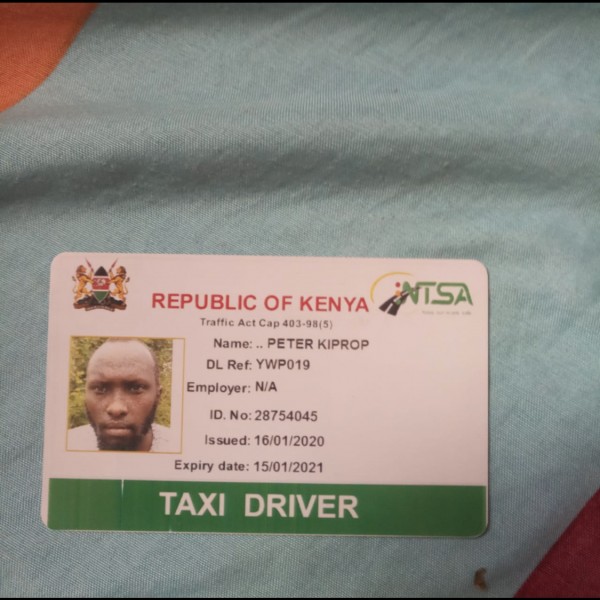 REPUBLIC OF KENYA
NTSA
Traffic Act Cap 403-98(5)
Name: .. PETER KIPROP
DL Ref: YWP019
Employer: N/A
ID. No: 28754045
Issued: 16/01/2020
Expiry date: 15/01/2021
TAXI DRIVER